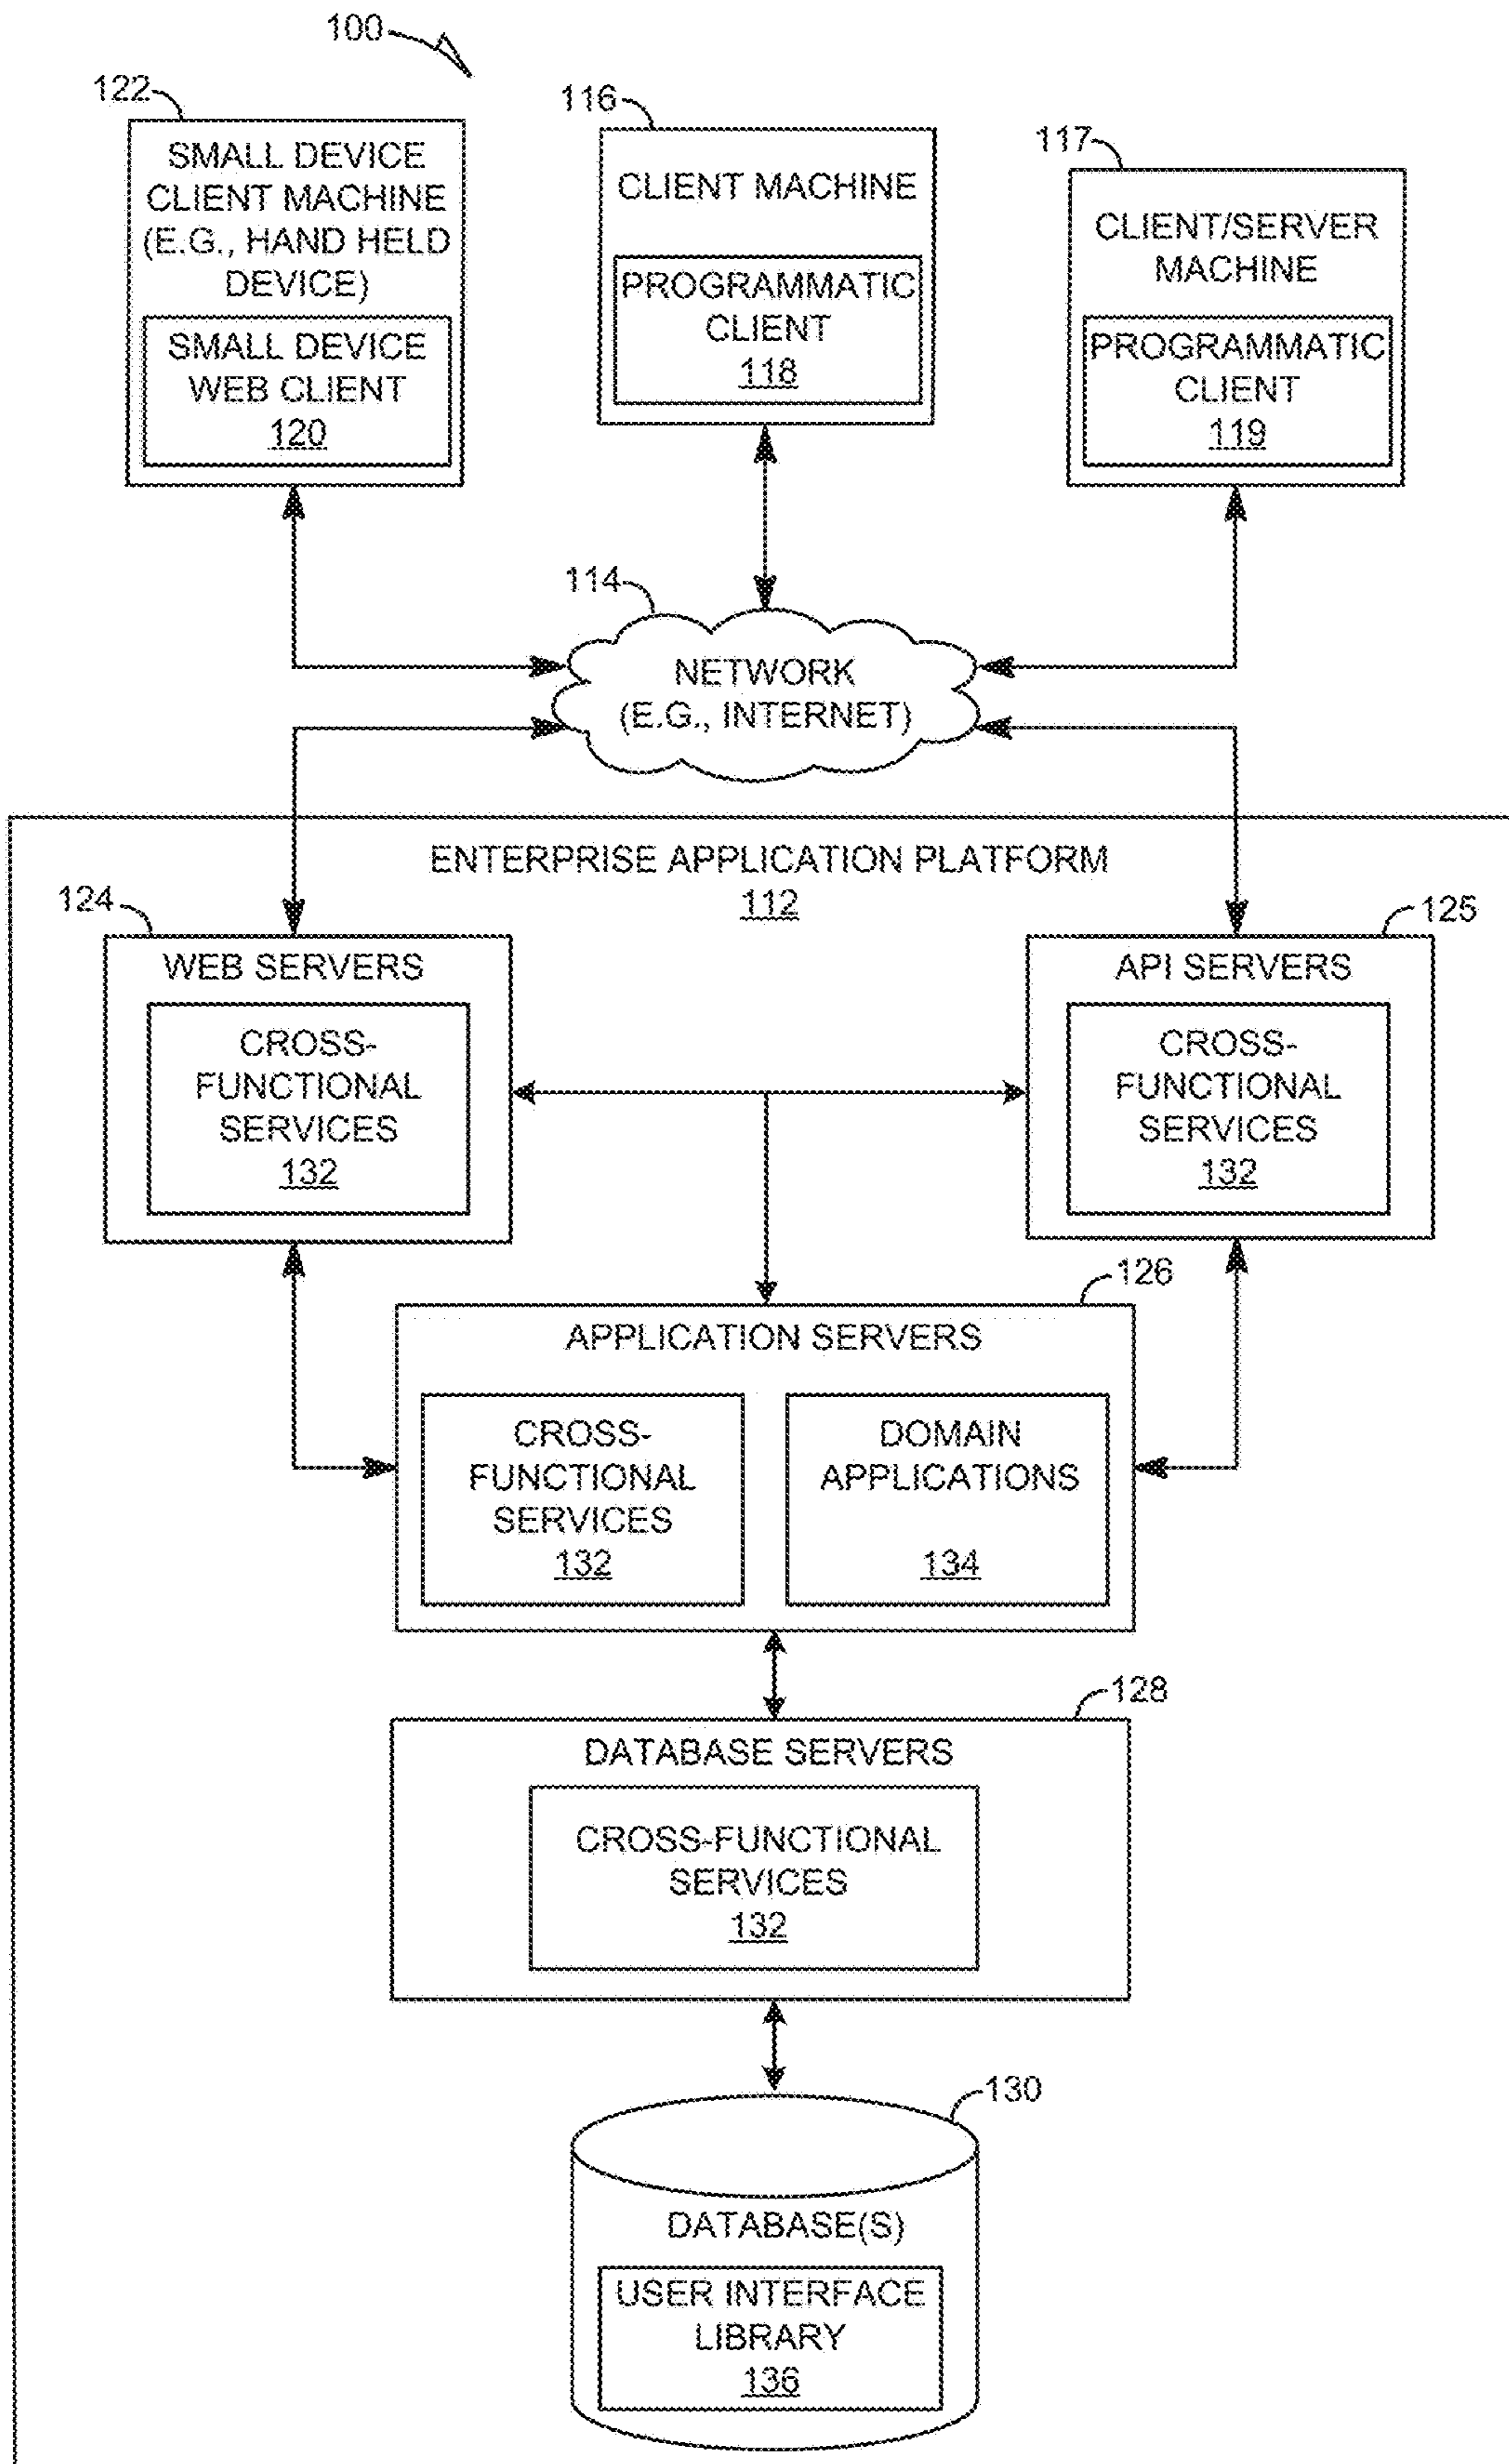 100
122
SMALL DEVICE
CLIENT MACHINE
(E.G., HAND HELD
DEVICE)
SMALL DEVICE
WEB CLIENT
120
116
CLIENT MACHINE
PROGRAMMATIC
CLIENT
118
117
CLIENT/SERVER
MACHINE
PROGRAMMATIC
CLIENT
119
114
NETWORK
(E.G., INTERNET)
ENTERPRISE APPLICATION PLATFORM
112
124
WEB SERVERS
CROSS-
FUNCTIONAL
SERVICES
132
125
API SERVERS
CROSS-
FUNCTIONAL
SERVICES
132
126
APPLICATION SERVERS
CROSS-
FUNCTIONAL
SERVICES
132
DOMAIN
APPLICATIONS
134
128
DATABASE SERVERS
CROSS-FUNCTIONAL
SERVICES
132
130
DATABASE(S)
USER INTERFACE
LIBRARY
136